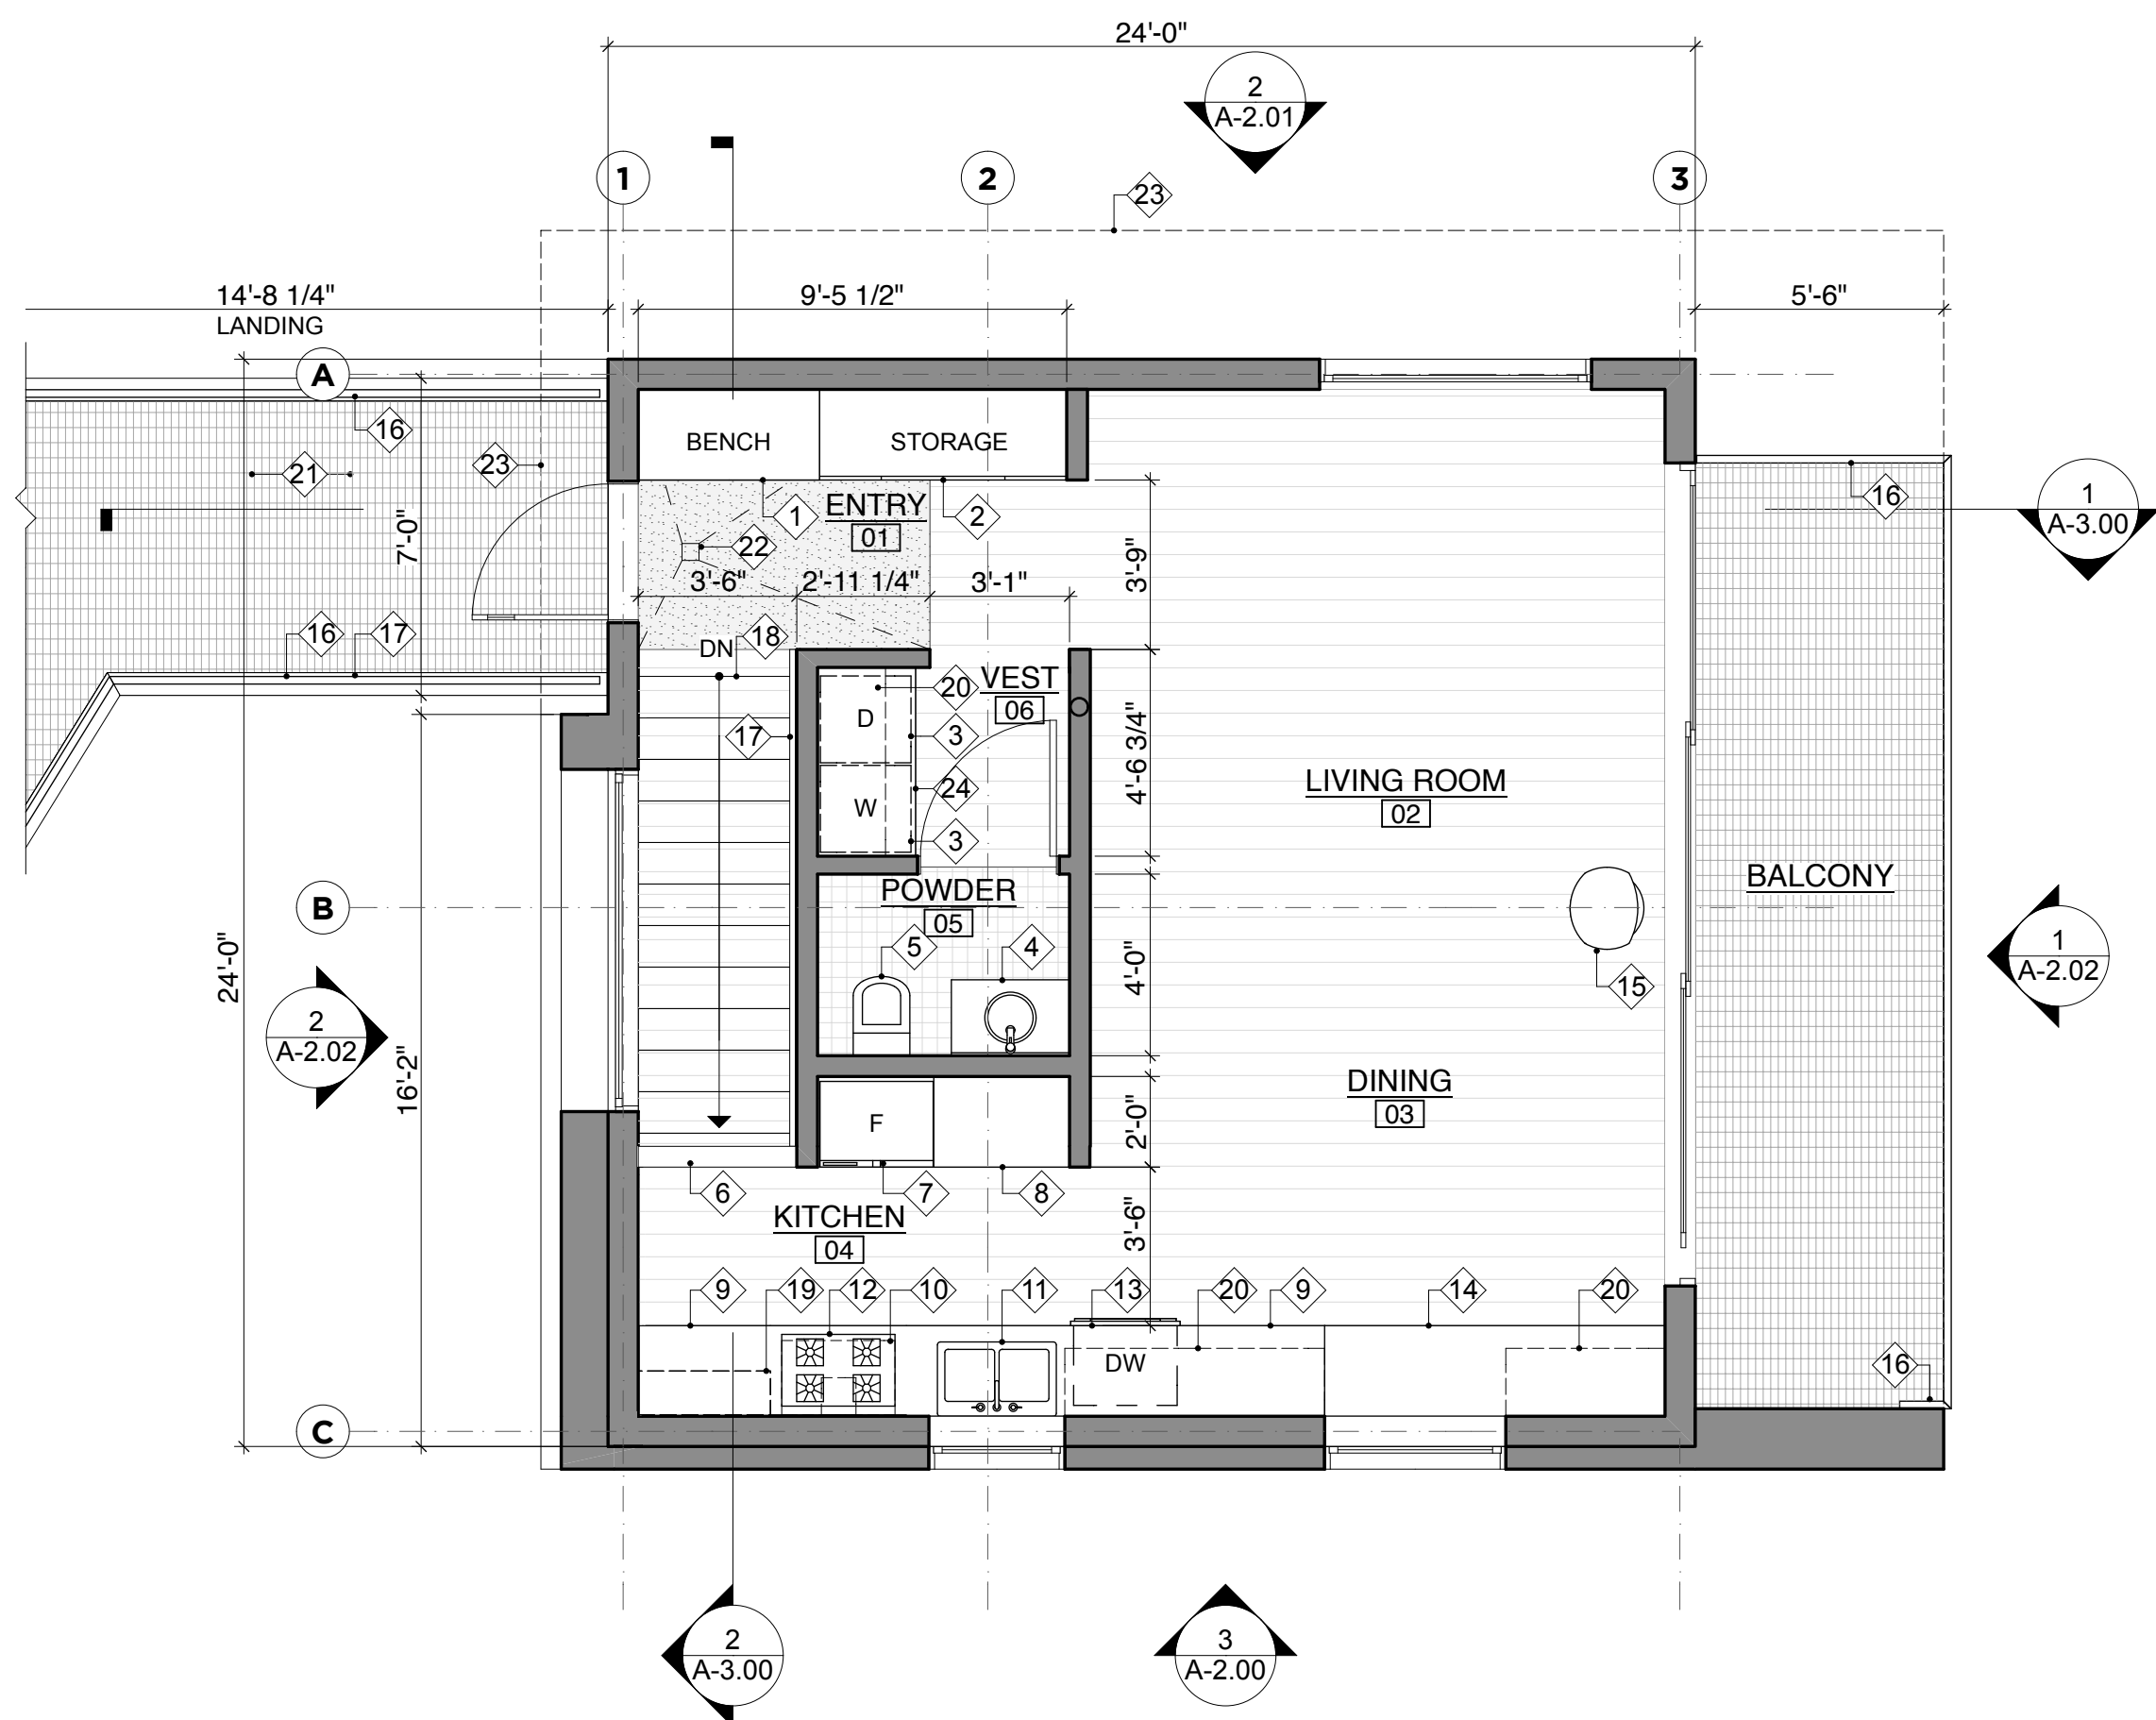 24'-0"
2
A-2.01
1
2
3
23
14'-8 1/4"
LANDING
9'-5 1/2"
5'-6"
A
16
BENCH
STORAGE
21
23
16
1
A-3.00
7'-0"
1
ENTRY
01
2
22
3'-6"
2'-11 1/4"
3'-1"
3'-9"
16
17
DN
18
20
VEST
06
D
17
3
4'-6 3/4"
24
W
3
LIVING ROOM
02
BALCONY
B
POWDER
05
5
4
4'-0"
15
1
A-2.02
24'-0"
2
A-2.02
16'-2"
DINING
03
F
2'-0"
6
7
8
KITCHEN
04
3'-6"
9
19
12
10
11
13
20
9
14
20
DW
16
C
2
A-3.00
3
A-2.00